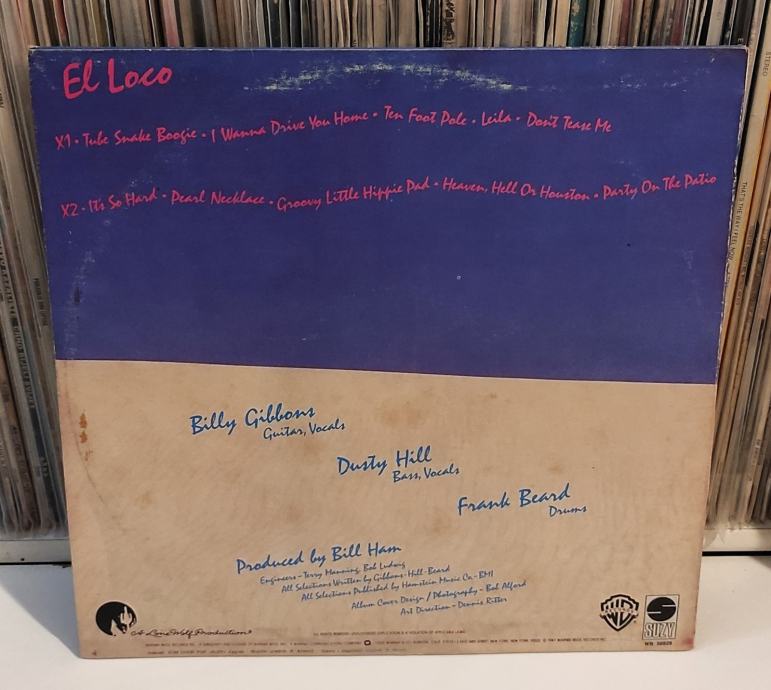 El Loco
X1 • Tube Snake Boogie • I Wanna Drive You Home • Ten Foot Pole • Leila • Don't Tease Me
X2 • It's So Hard • Pearl Necklace • Groovy Little Hippie Pad • Heaven, Hell Or Houston • Party On The Patio
Billy Gibbons
Guitar, Vocals
Dusty Hill
Bass, Vocals
Frank Beard
Drums
Produced by Bill Ham
Engineers - Terry Manning, Bob Ludwig
All Selections Written by Gibbons-Hill-Beard
All Selections Published by Hamstein Music Co. - BMI
Album Cover Design / Photography - Bob Alford
Art Direction - Dennis Ritter
A Lone Wolf Production
SUZY
STEREO